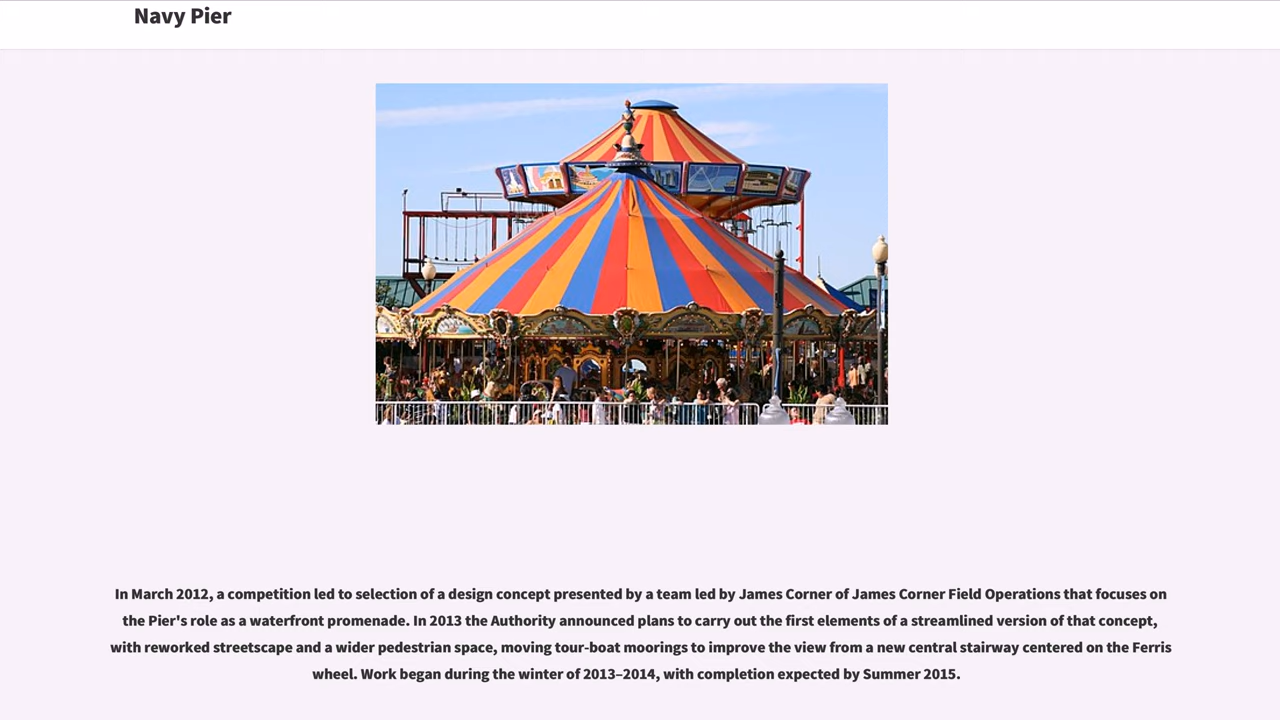 Navy Pier
In March 2012, a competition led to selection of a design concept presented by a team led by James Corner of James Corner Field Operations that focuses on
the Pier's role as a waterfront promenade. In 2013 the Authority announced plans to carry out the first elements of a streamlined version of that concept,
with reworked streetscape and a wider pedestrian space, moving tour-boat moorings to improve the view from a new central stairway centered on the Ferris
wheel. Work began during the winter of 2013–2014, with completion expected by Summer 2015.